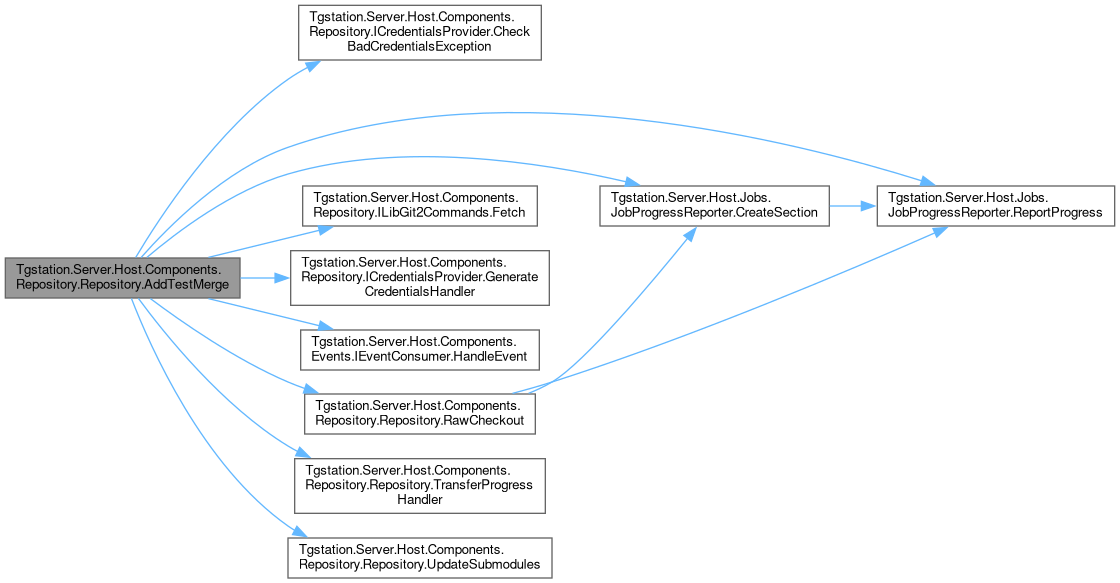 Tgstation.Server.Host.Components.
Repository.ICredentialsProvider.Check
BadCredentialsException
Tgstation.Server.Host.Components.
Repository.ILibGit2Commands.Fetch
Tgstation.Server.Host.Jobs.
JobProgressReporter.CreateSection
Tgstation.Server.Host.Jobs.
JobProgressReporter.ReportProgress
Tgstation.Server.Host.Components.
Repository.Repository.AddTestMerge
Tgstation.Server.Host.Components.
Repository.ICredentialsProvider.Generate
CredentialsHandler
Tgstation.Server.Host.Components.
Events.IEventConsumer.HandleEvent
Tgstation.Server.Host.Components.
Repository.Repository.RawCheckout
Tgstation.Server.Host.Components.
Repository.Repository.TransferProgress
Handler
Tgstation.Server.Host.Components.
Repository.Repository.UpdateSubmodules